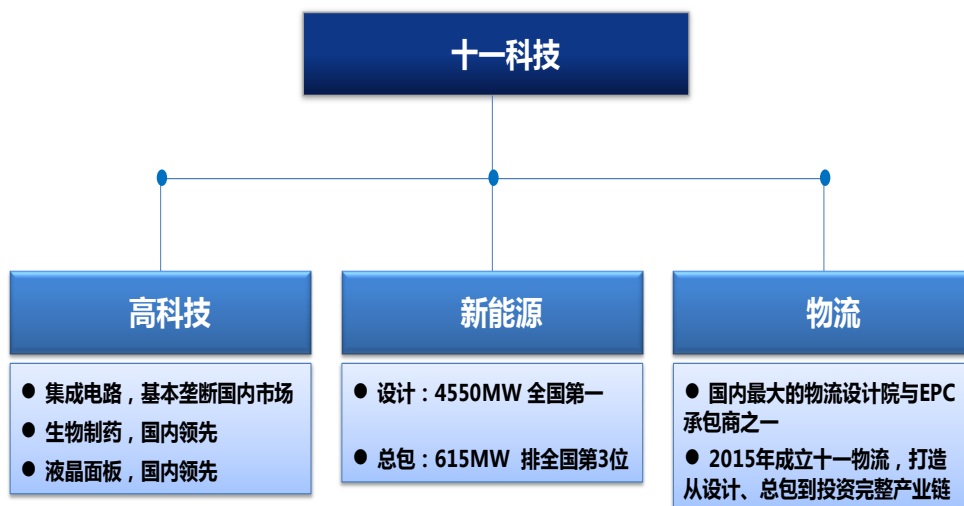 十一科技
高科技
● 集成电路，基本垄断国内市场
● 生物制药，国内领先
● 液晶面板，国内领先
新能源
● 设计：4550MW 全国第一
● 总包：615MW 排全国第3位
物流
● 国内最大的物流设计院与EPC
承包商之一
● 2015年成立十一物流，打造
从设计、总包到投资完整产业链